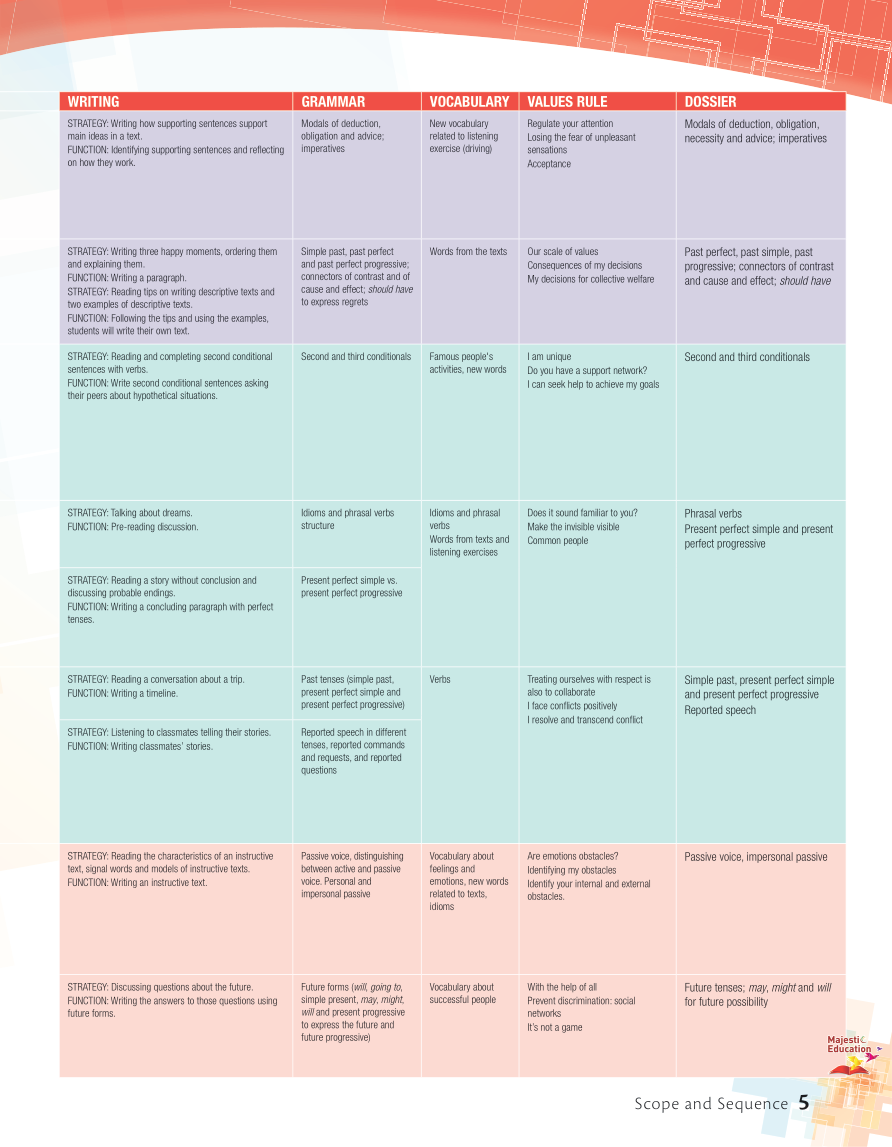 WRITING
GRAMMAR
VOCABULARY
VALUES RULE
DOSSIER
STRATEGY: Writing how supporting sentences support
main ideas in a text.
FUNCTION: Identifying supporting sentences and reflecting
on how they work.
Modals of deduction,
obligation and advice;
imperatives
New vocabulary
related to listening
exercise (driving)
Regulate your attention
Losing the fear of unpleasant
sensations
Acceptance
Modals of deduction, obligation,
necessity and advice; imperatives
STRATEGY: Writing three happy moments, ordering them
and explaining them.
FUNCTION: Writing a paragraph.
STRATEGY: Reading tips on writing descriptive texts and
two examples of descriptive texts.
FUNCTION: Following the tips and using the examples,
students will write their own text.
Simple past, past perfect
and past perfect progressive;
connectors of contrast and of
cause and effect; should have
to express regrets
Words from the texts
Our scale of values
Consequences of my decisions
My decisions for collective welfare
Past perfect, past simple, past
progressive; connectors of contrast
and cause and effect; should have
STRATEGY: Reading and completing second conditional
sentences with verbs.
FUNCTION: Write second conditional sentences asking
their peers about hypothetical situations.
Second and third conditionals
Famous people's
activities, new words
I am unique
Do you have a support network?
I can seek help to achieve my goals
Second and third conditionals
STRATEGY: Talking about dreams.
FUNCTION: Pre-reading discussion.
Idioms and phrasal verbs
structure
Idioms and phrasal
verbs
Words from texts and
listening exercises
Does it sound familiar to you?
Make the invisible visible
Common people
Phrasal verbs
Present perfect simple and present
perfect progressive
STRATEGY: Reading a story without conclusion and
discussing probable endings.
FUNCTION: Writing a concluding paragraph with perfect
tenses.
Present perfect simple vs.
present perfect progressive
STRATEGY: Reading a conversation about a trip.
FUNCTION: Writing a timeline.
Past tenses (simple past,
present perfect simple and
present perfect progressive)
Verbs
Treating ourselves with respect is
also to collaborate
I face conflicts positively
I resolve and transcend conflict
Simple past, present perfect simple
and present perfect progressive
Reported speech
STRATEGY: Listening to classmates telling their stories.
FUNCTION: Writing classmates' stories.
Reported speech in different
tenses, reported commands
and requests, and reported
questions
STRATEGY: Reading the characteristics of an instructive
text, signal words and models of instructive texts.
FUNCTION: Writing an instructive text.
Passive voice, distinguishing
between active and passive
voice. Personal and
impersonal passive
Vocabulary about
feelings and
emotions, new words
related to texts,
idioms
Are emotions obstacles?
Identifying my obstacles
Identify your internal and external
obstacles.
Passive voice, impersonal passive
STRATEGY: Discussing questions about the future.
FUNCTION: Writing the answers to those questions using
future forms.
Future forms (will, going to,
simple present, may, might,
will and present progressive
to express the future and
future progressive)
Vocabulary about
successful people
With the help of all
Prevent discrimination: social
networks
It's not a game
Future tenses; may, might and will
for future possibility
Majestic
Education
Scope and Sequence 5